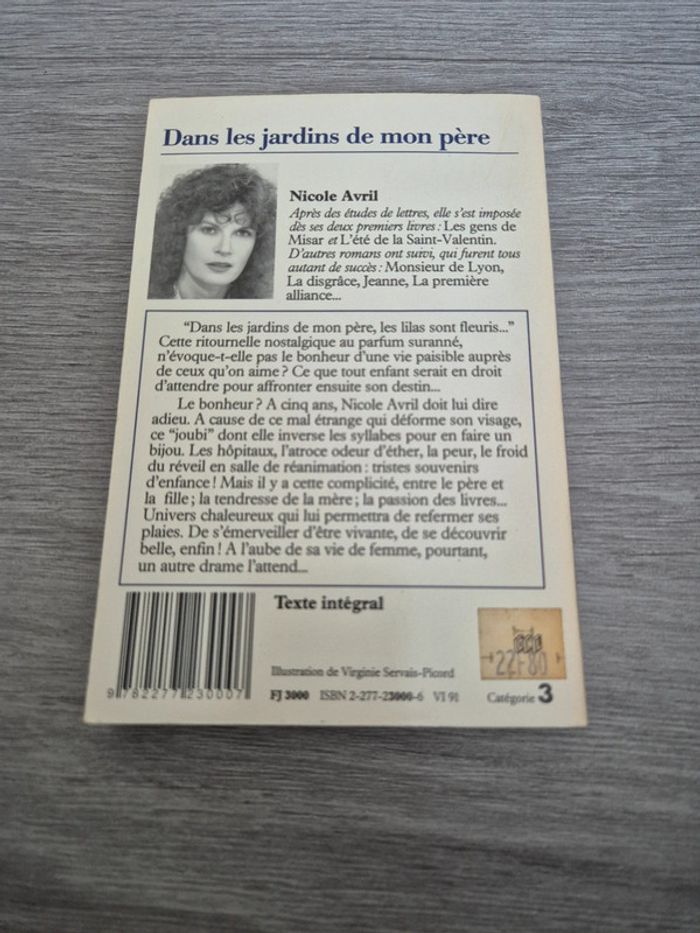 Dans les jardins de mon père
Nicole Avril
Après des études de lettres, elle s'est imposée
dès ses deux premiers livres : Les gens de
Misar et L'été de la Saint-Valentin.
D'autres romans ont suivi, qui furent tous
autant de succès : Monsieur de Lyon,
La disgrâce, Jeanne, La première
alliance...
"Dans les jardins de mon père, les lilas sont fleuris..."
Cette ritournelle nostalgique au parfum suranné,
n'évoque-t-elle pas le bonheur d'une vie paisible auprès
de ceux qu'on aime ? Ce que tout enfant serait en droit
d'attendre pour affronter ensuite son destin...
Le bonheur ? A cinq ans, Nicole Avril doit lui dire
adieu. A cause de ce mal étrange qui déforme son visage,
ce "joubi" dont elle inverse les syllabes pour en faire un
bijou. Les hôpitaux, l'atroce odeur d'éther, la peur, le froid
du réveil en salle de réanimation : tristes souvenirs
d'enfance ! Mais il y a cette complicité, entre le père et
la fille ; la tendresse de la mère ; la passion des livres...
Univers chaleureux qui lui permettra de refermer ses
plaies. De s'émerveiller d'être vivante, de se découvrir
belle, enfin ! A l'aube de sa vie de femme, pourtant,
un autre drame l'attend...
Texte intégral
22F80
Illustration de Virginie Servais-Picord
9 782277 230007
FJ 3000 ISBN 2-277-23000-6 VI 91
Catégorie 3